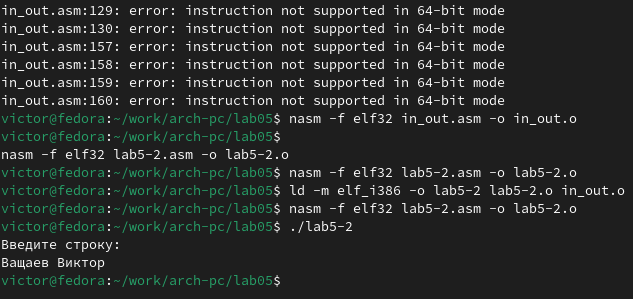 in_out.asm:129: error: instruction not supported in 64-bit mode
in_out.asm:130: error: instruction not supported in 64-bit mode
in_out.asm:157: error: instruction not supported in 64-bit mode
in_out.asm:158: error: instruction not supported in 64-bit mode
in_out.asm:159: error: instruction not supported in 64-bit mode
in_out.asm:160: error: instruction not supported in 64-bit mode
victor@fedora:~/work/arch-pc/lab05$ nasm -f elf32 in_out.asm -o in_out.o
victor@fedora:~/work/arch-pc/lab05$
nasm -f elf32 lab5-2.asm -o lab5-2.o
victor@fedora:~/work/arch-pc/lab05$ nasm -f elf32 lab5-2.asm -o lab5-2.o
victor@fedora:~/work/arch-pc/lab05$ ld -m elf_i386 -o lab5-2 lab5-2.o in_out.o
victor@fedora:~/work/arch-pc/lab05$ nasm -f elf32 lab5-2.asm -o lab5-2.o
victor@fedora:~/work/arch-pc/lab05$ ./lab5-2
Введите строку:
Ващаев Виктор
victor@fedora:~/work/arch-pc/lab05$